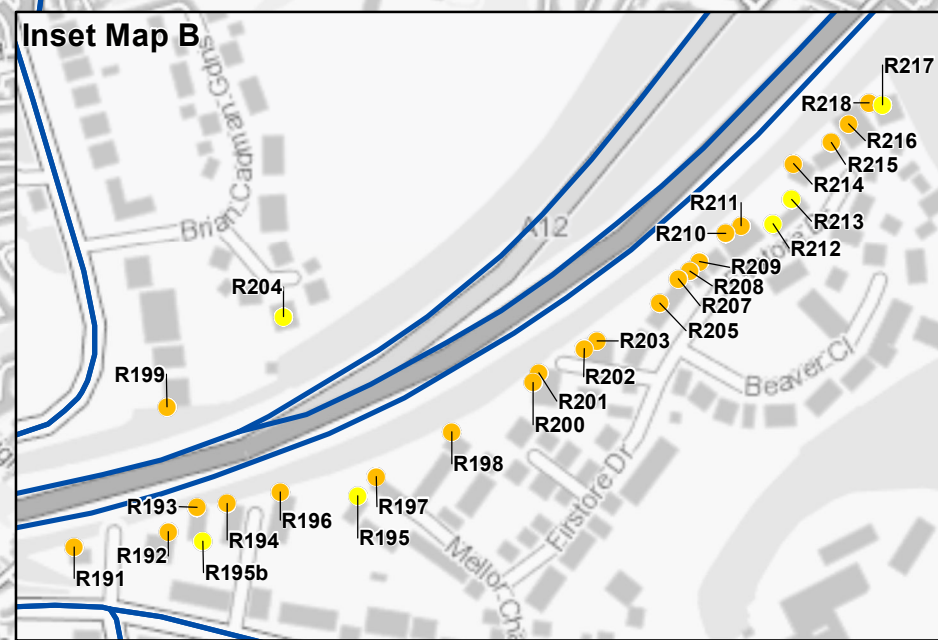 Inset Map B
R217
R218
R216
R215
R214
Brian Cadman Gdns
R211
R213
A12
R210
R212
R209
R208
R204
R207
R205
R203
R202
Beaver Cl
R199
R201
R200
R198
Firstore Dr
R193
R197
R196
R195
R194
R192
R195b
R191
Mellor Cha